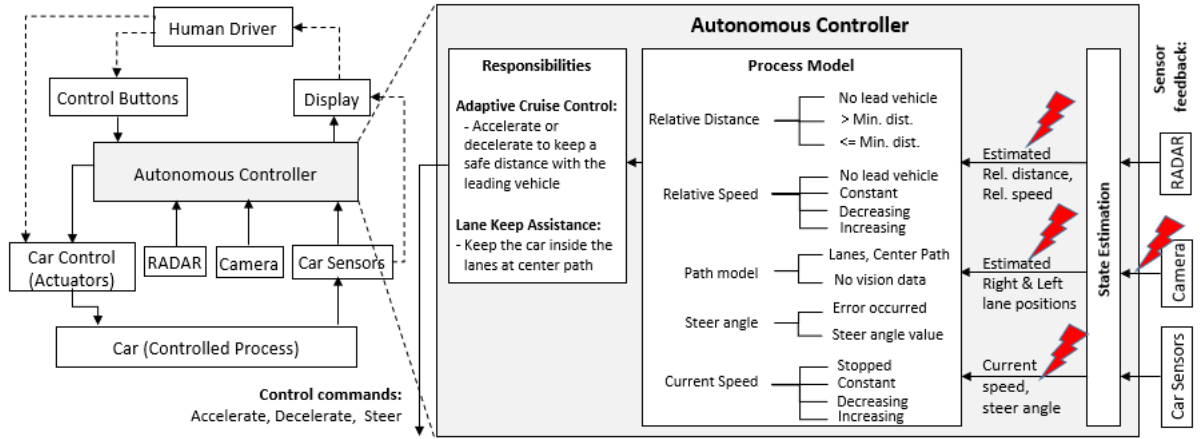 Human Driver
Control Buttons
Display
Autonomous Controller
RADAR
Camera
Car Sensors
Car Control
(Actuators)
Car (Controlled Process)
Control commands:
Accelerate, Decelerate, Steer
Autonomous Controller
Responsibilities
Adaptive Cruise Control:
- Accelerate or
decelerate to keep a
safe distance with the
leading vehicle
Lane Keep Assistance:
- Keep the car inside the
lanes at center path
Process Model
Relative Distance
No lead vehicle
> Min. dist.
<= Min. dist.
Relative Speed
No lead vehicle
Constant
Decreasing
Increasing
Path model
Lanes, Center Path
No vision data
Steer angle
Error occurred
Steer angle value
Current Speed
Stopped
Constant
Decreasing
Increasing
Estimated
Rel. distance,
Rel. speed
Estimated
Right & Left
lane positions
Current
speed,
steer angle
State Estimation
Sensor
feedback:
RADAR
Camera
Car Sensors